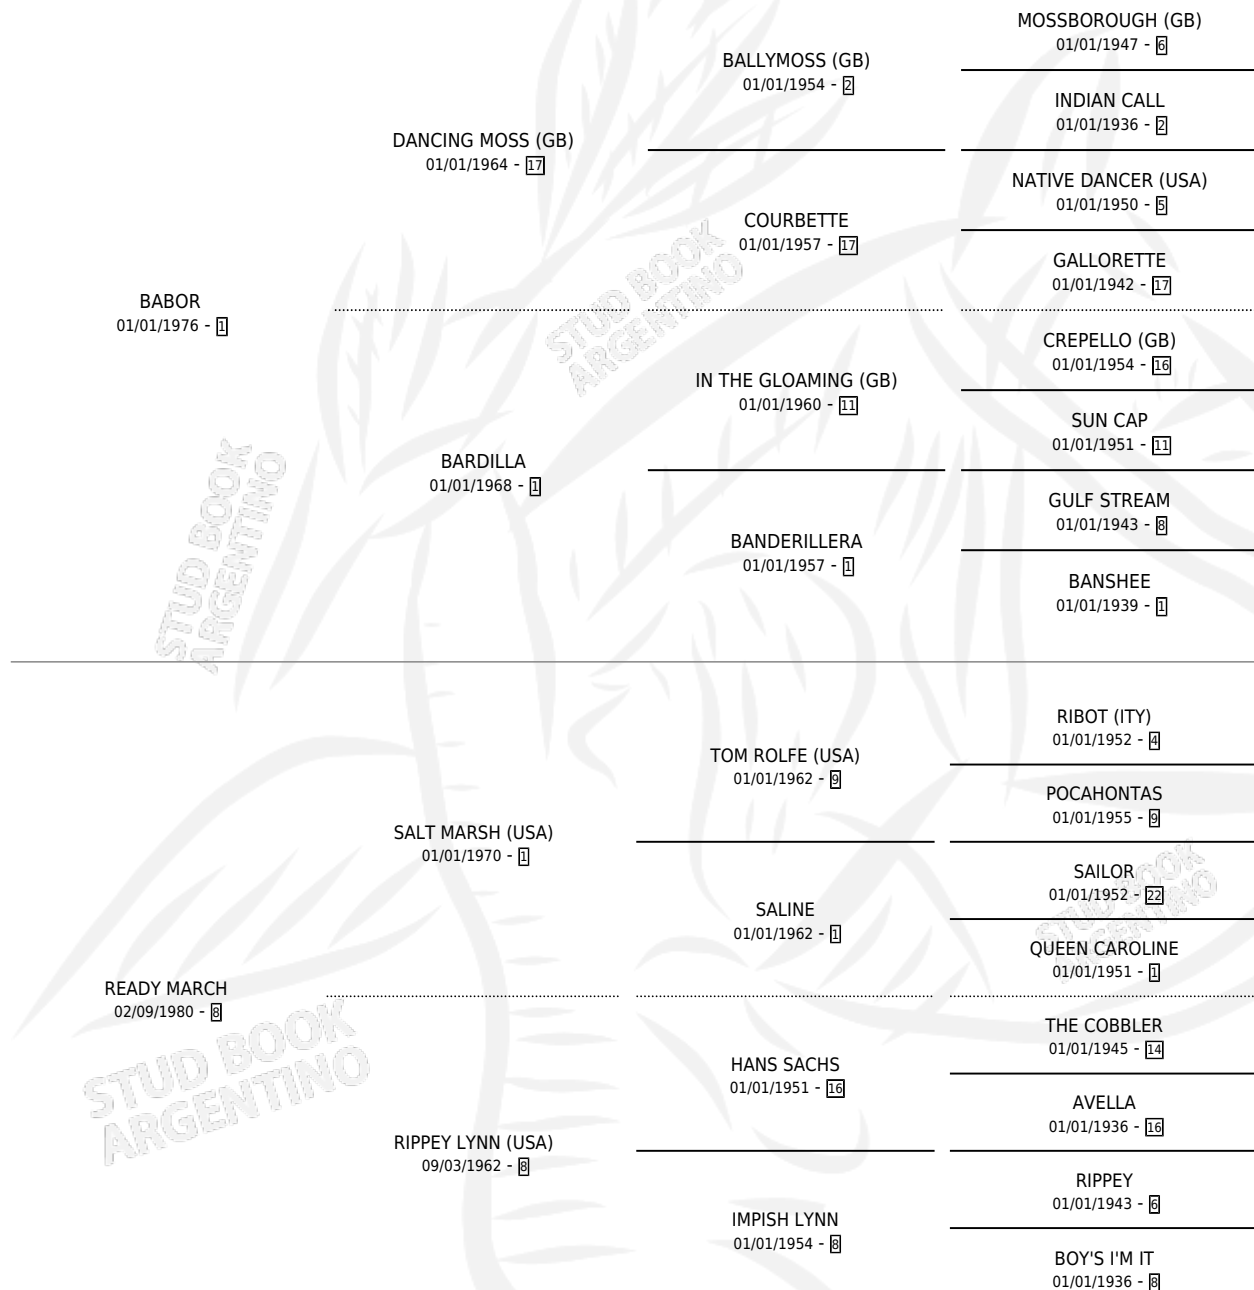 MOSSBOROUGH (GB)
01/01/1947 - 6
BALLYMOSS (GB)
01/01/1954 - 2
INDIAN CALL
01/01/1936 - 2
DANCING MOSS (GB)
01/01/1964 - 17
NATIVE DANCER (USA)
01/01/1950 - 5
COURBETTE
01/01/1957 - 17
GALLORETTE
01/01/1942 - 17
BABOR
01/01/1976 - 1
STUD BOOK
ARGENTINO
CREPELLO (GB)
01/01/1954 - 16
IN THE GLOAMING (GB)
01/01/1960 - 11
SUN CAP
01/01/1951 - 11
BARDILLA
01/01/1968 - 1
GULF STREAM
01/01/1943 - 8
BANDERILLERA
01/01/1957 - 1
BANSHEE
01/01/1939 - 1
STUD BOOK
ARGENTINO
RIBOT (ITY)
01/01/1952 - 4
TOM ROLFE (USA)
01/01/1962 - 9
POCAHONTAS
01/01/1955 - 9
SALT MARSH (USA)
01/01/1970 - 1
SAILOR
01/01/1952 - 22
SALINE
01/01/1962 - 1
STUD BOOK
ARGENTINO
QUEEN CAROLINE
01/01/1951 - 1
READY MARCH
02/09/1980 - 8
STUD BOOK
ARGENTINO
THE COBBLER
01/01/1945 - 14
HANS SACHS
01/01/1951 - 16
AVELLA
01/01/1936 - 16
RIPPEY LYNN (USA)
09/03/1962 - 8
RIPPEY
01/01/1943 - 6
IMPISH LYNN
01/01/1954 - 8
BOY'S I'M IT
01/01/1936 - 8